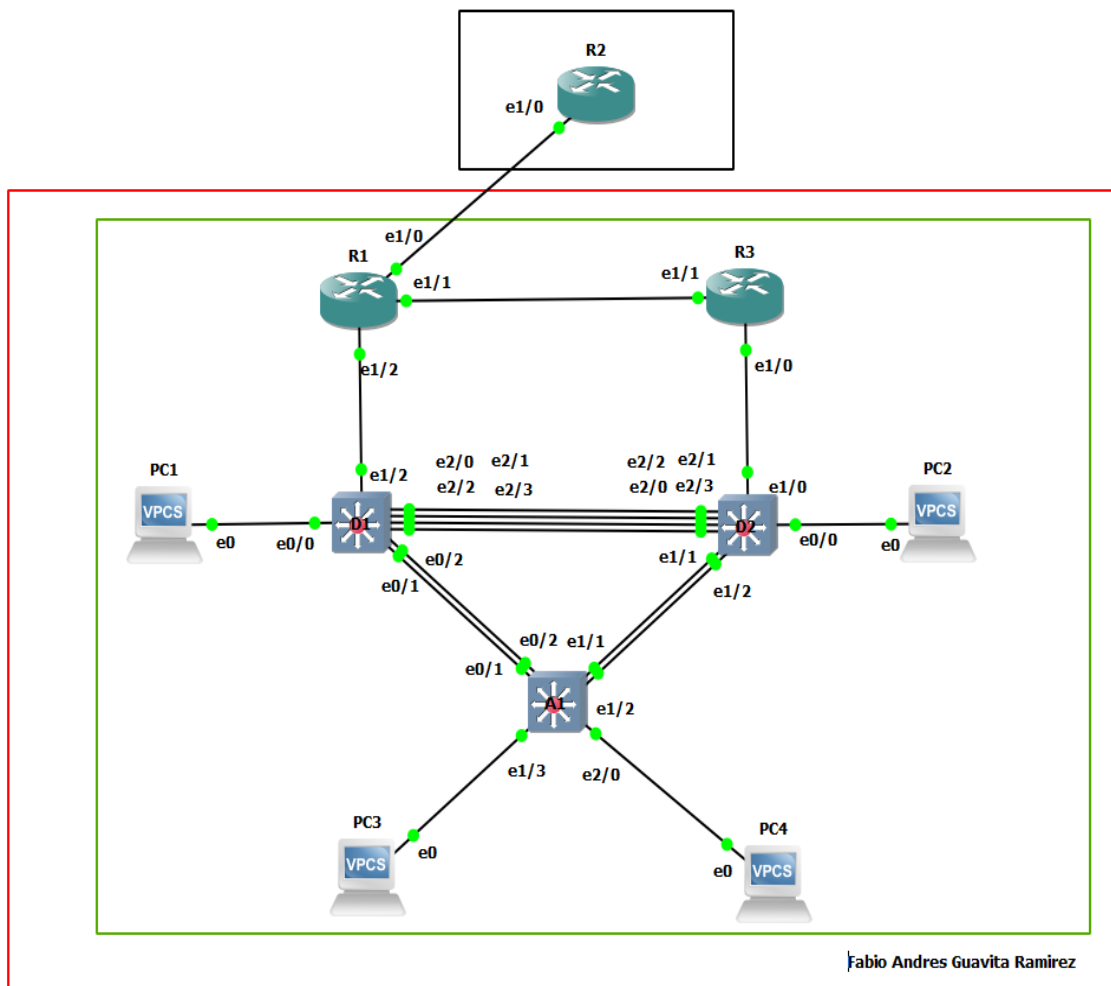 R2
e1/0
e1/0
R1
R3
e1/1
e1/1
e1/2
e1/0
PC1
e1/2
e2/0 e2/1
e2/2 e2/1
PC2
e2/2 e2/3
e2/0 e2/3
e1/0
VPCS
D1
D2
VPCS
e0
e0/0
e0/0
e0
e0/2
e1/1
e0/1
e1/2
e0/2
e1/1
e0/1
A1
e1/2
e1/3
e2/0
PC3
PC4
VPCS
e0
e0
VPCS
Fabio Andres Guavita Ramirez